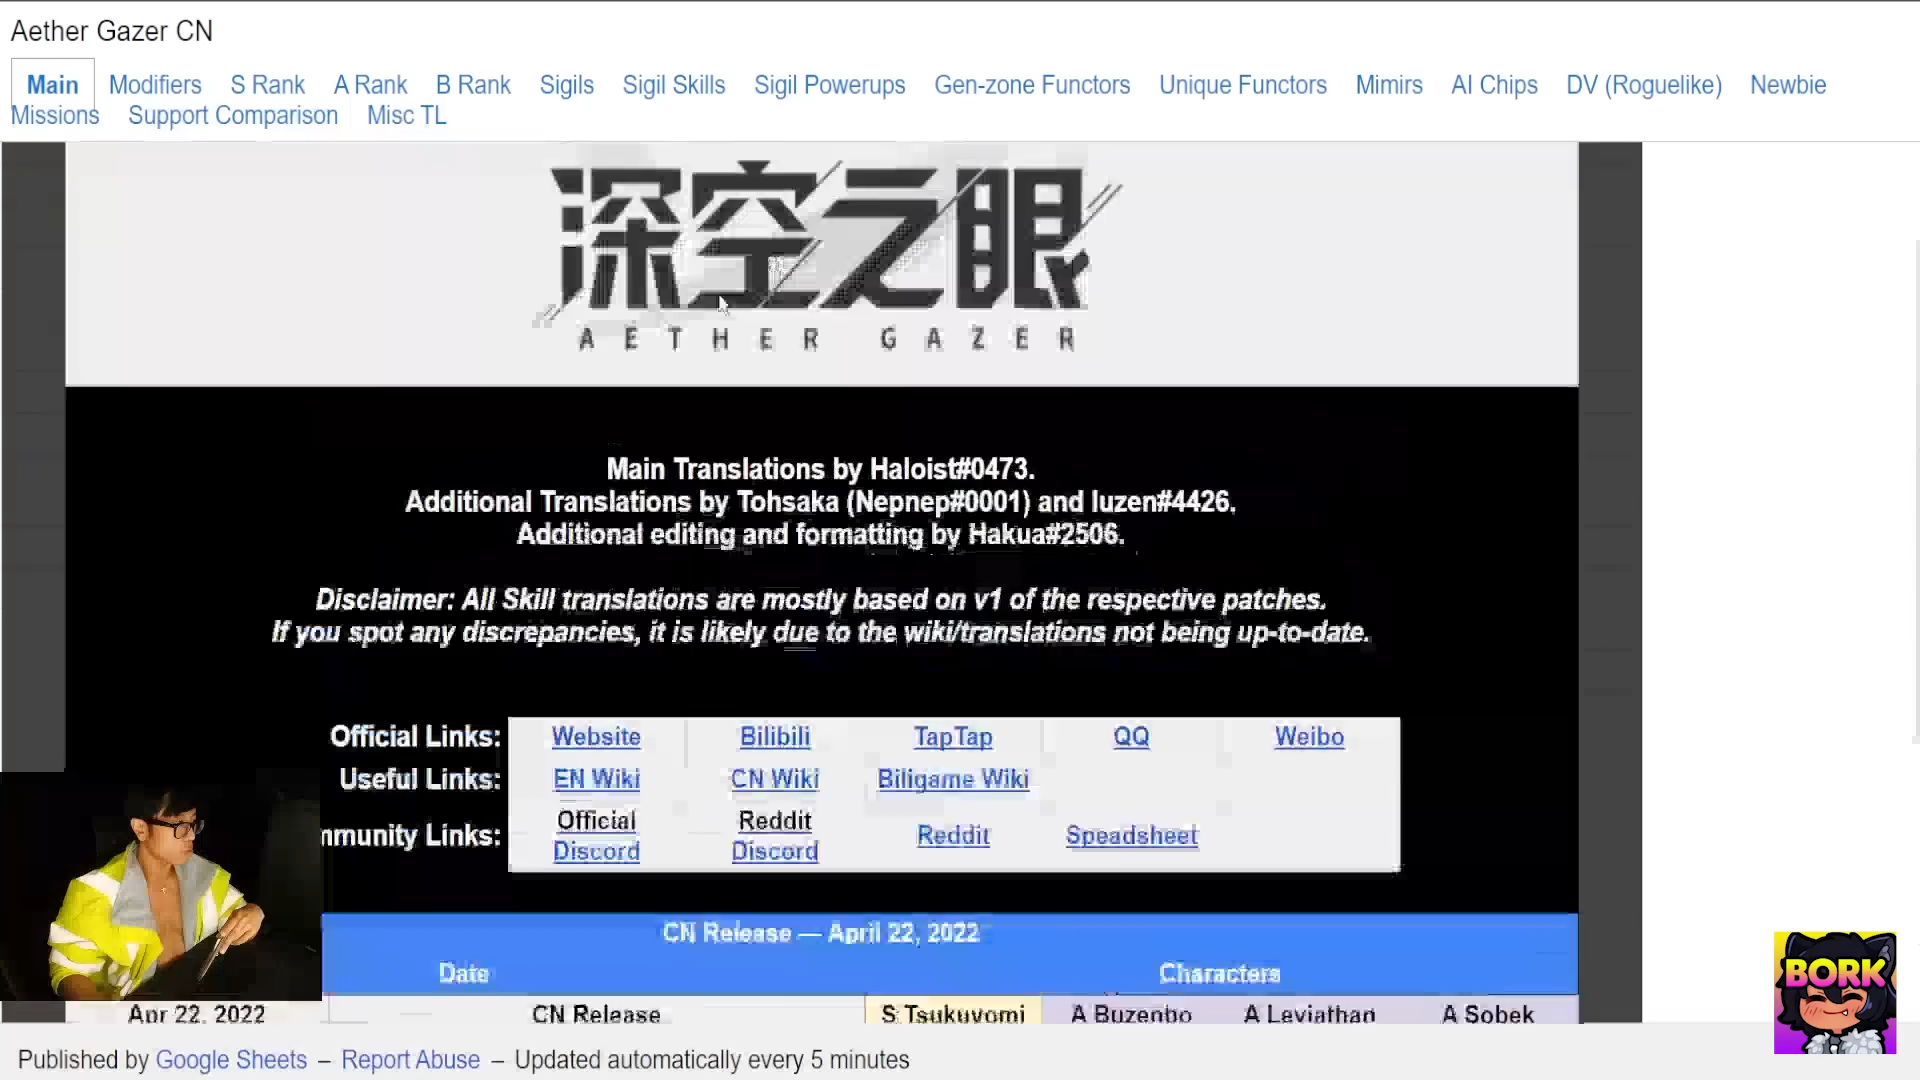 Aether Gazer CN
Main Modifiers S Rank A Rank B Rank Sigils Sigil Skills Sigil Powerups Gen-zone Functors Unique Functors Mimirs AI Chips DV (Roguelike) Newbie
Missions Support Comparison Misc TL
深空之眼
AETHER GAZER
Main Translations by Haloist#0473.
Additional Translations by Tohsaka (Nepnep#0001) and luzen#4426.
Additional editing and formatting by Hakua#2506.
Disclaimer: All Skill translations are mostly based on v1 of the respective patches.
If you spot any discrepancies, it is likely due to the wiki/translations not being up-to-date.
Official Links: Website Bilibili TapTap QQ Weibo
Useful Links: EN Wiki CN Wiki Biligame Wiki
mmunity Links: Official Discord Reddit Discord Reddit Speadsheet
CN Release — April 22, 2022
Date Characters
Apr 22, 2022 CN Release S Tsukuyomi A Buzenbo A Leviathan A Sobek
BORK
Published by Google Sheets – Report Abuse – Updated automatically every 5 minutes